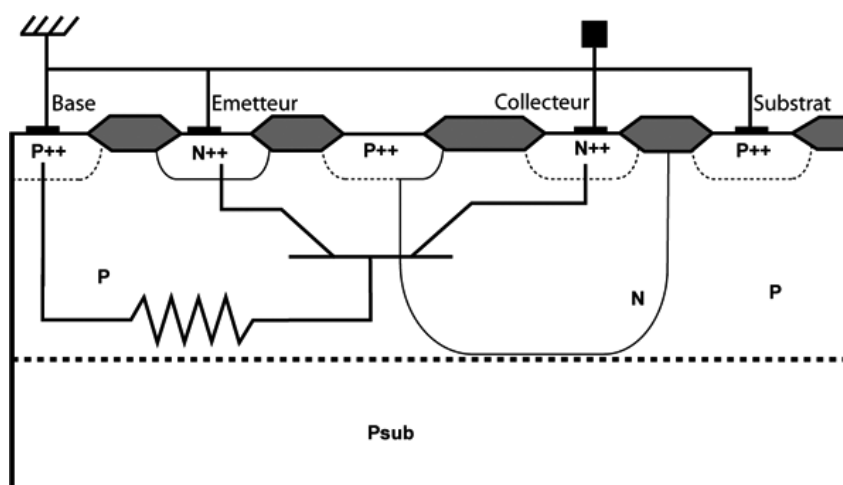 Base
Emetteur
Collecteur
Substrat
P++
N++
P++
N++
P++
P
N
P
Psub